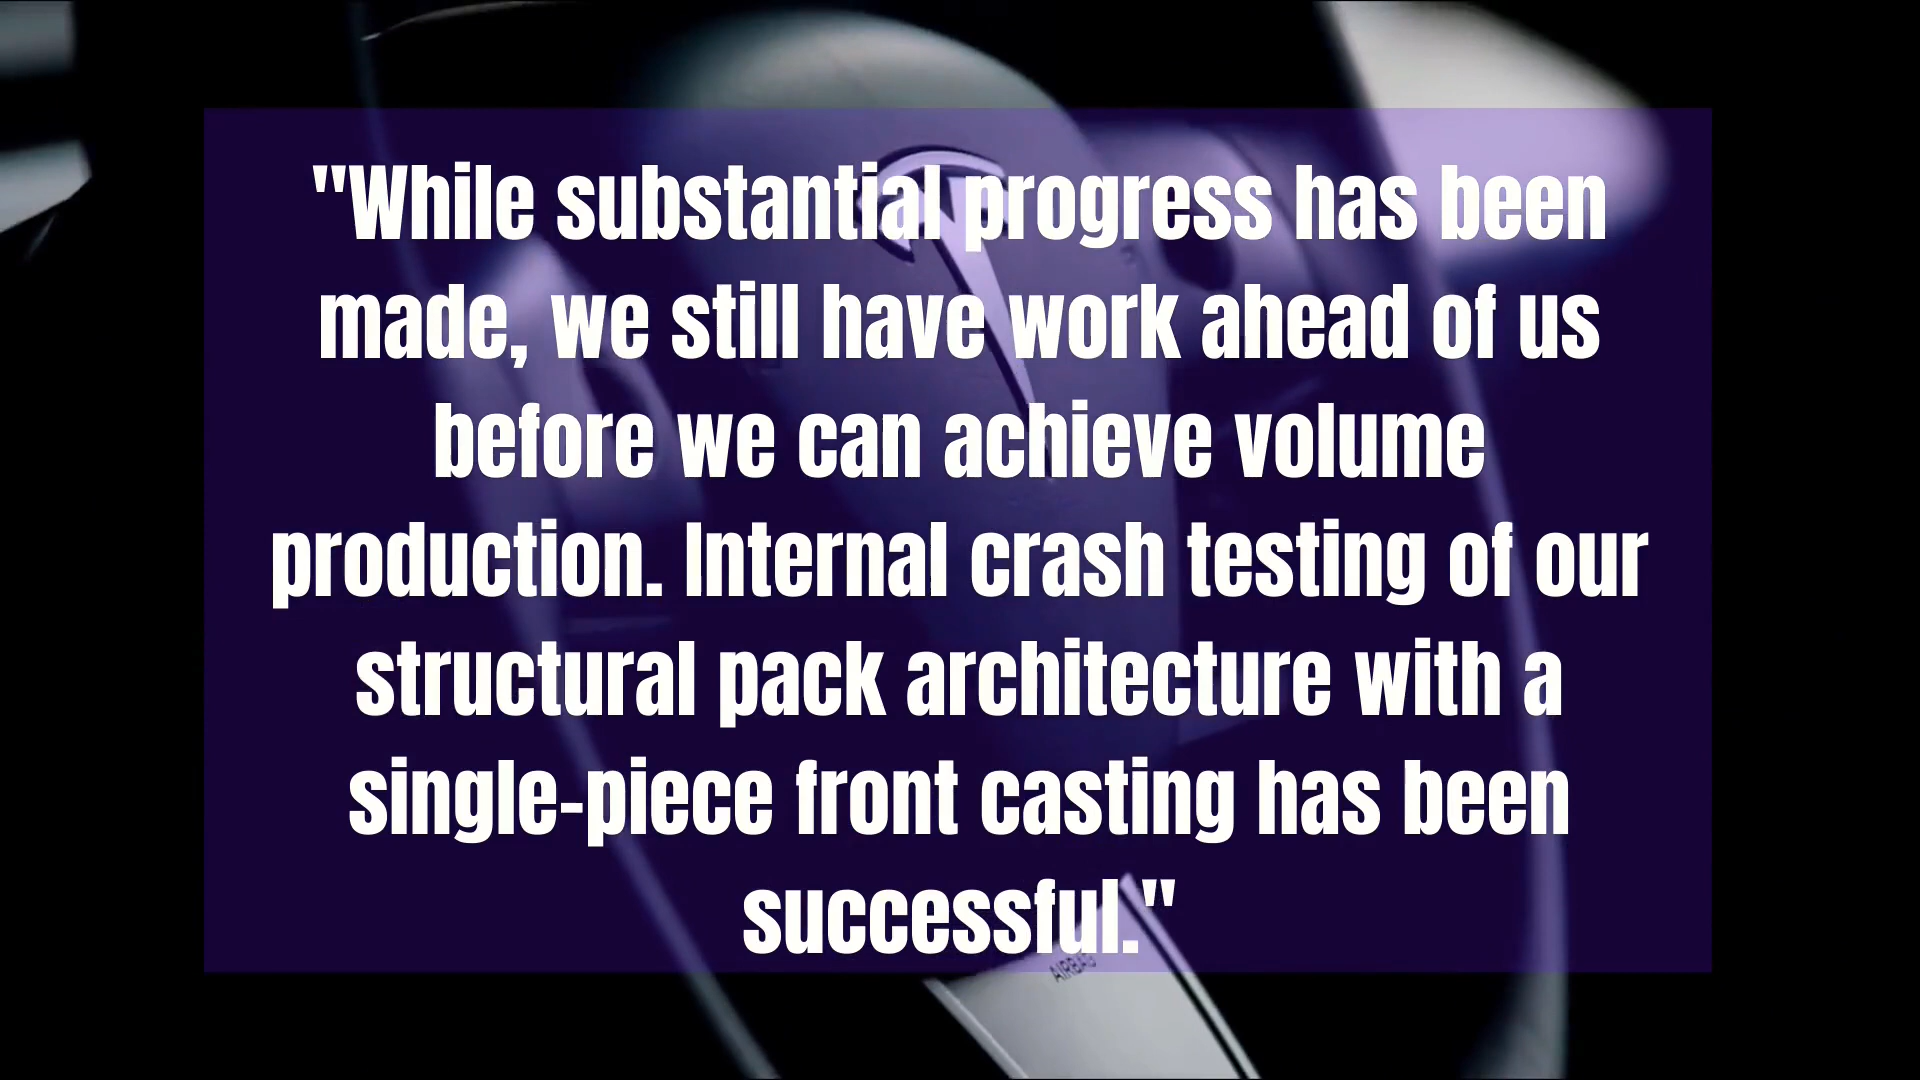 "While substantial progress has been
made, we still have work ahead of us
before we can achieve volume
production. Internal crash testing of our
structural pack architecture with a
single-piece front casting has been
successful."
AIRBAG